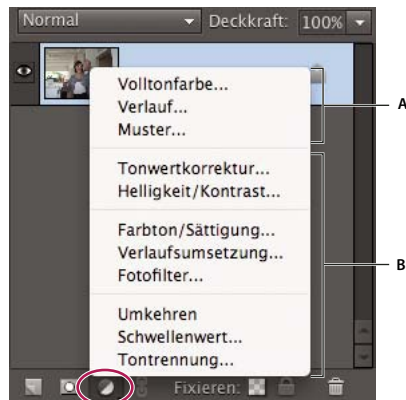 Normal Deckkraft: 100%
Volltonfarbe...
Verlauf...
Muster...
A
Tonwertkorrektur...
Helligkeit/Kontrast...
Farbton/Sättigung...
Verlaufsumsetzung...
Fotofilter...
B
Umkehren
Schwellenwert...
Tontrennung...
Fixieren: